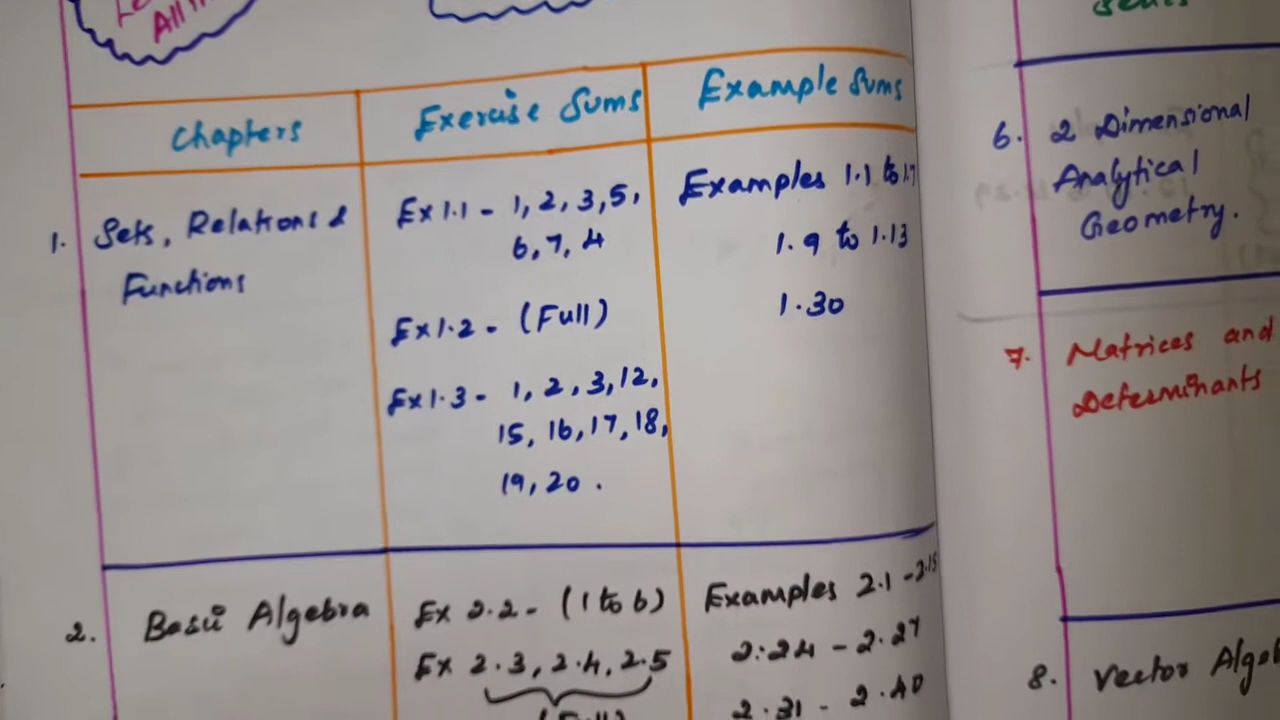 All
Chapters Exercise Sums Example Sums
1. Sets, Relations &
Functions
Ex 1.1 - 1, 2, 3, 5,
6, 7, 4
Ex 1.2 - (Full)
Ex 1.3 - 1, 2, 3, 12,
15, 16, 17, 18,
19, 20.
Examples 1.1 to 1.7
1.9 to 1.13
1.30
2. Basic Algebra
Ex 2.2 - (1 to 6)
Ex 2.3, 2.4, 2.5
(Full)
Examples 2.1 - 2.15
2.24 - 2.27
2.31 - 2.40
6. 2 Dimensional
Analytical
Geometry.
7. Matrices and
Determinants
8. Vector Alge